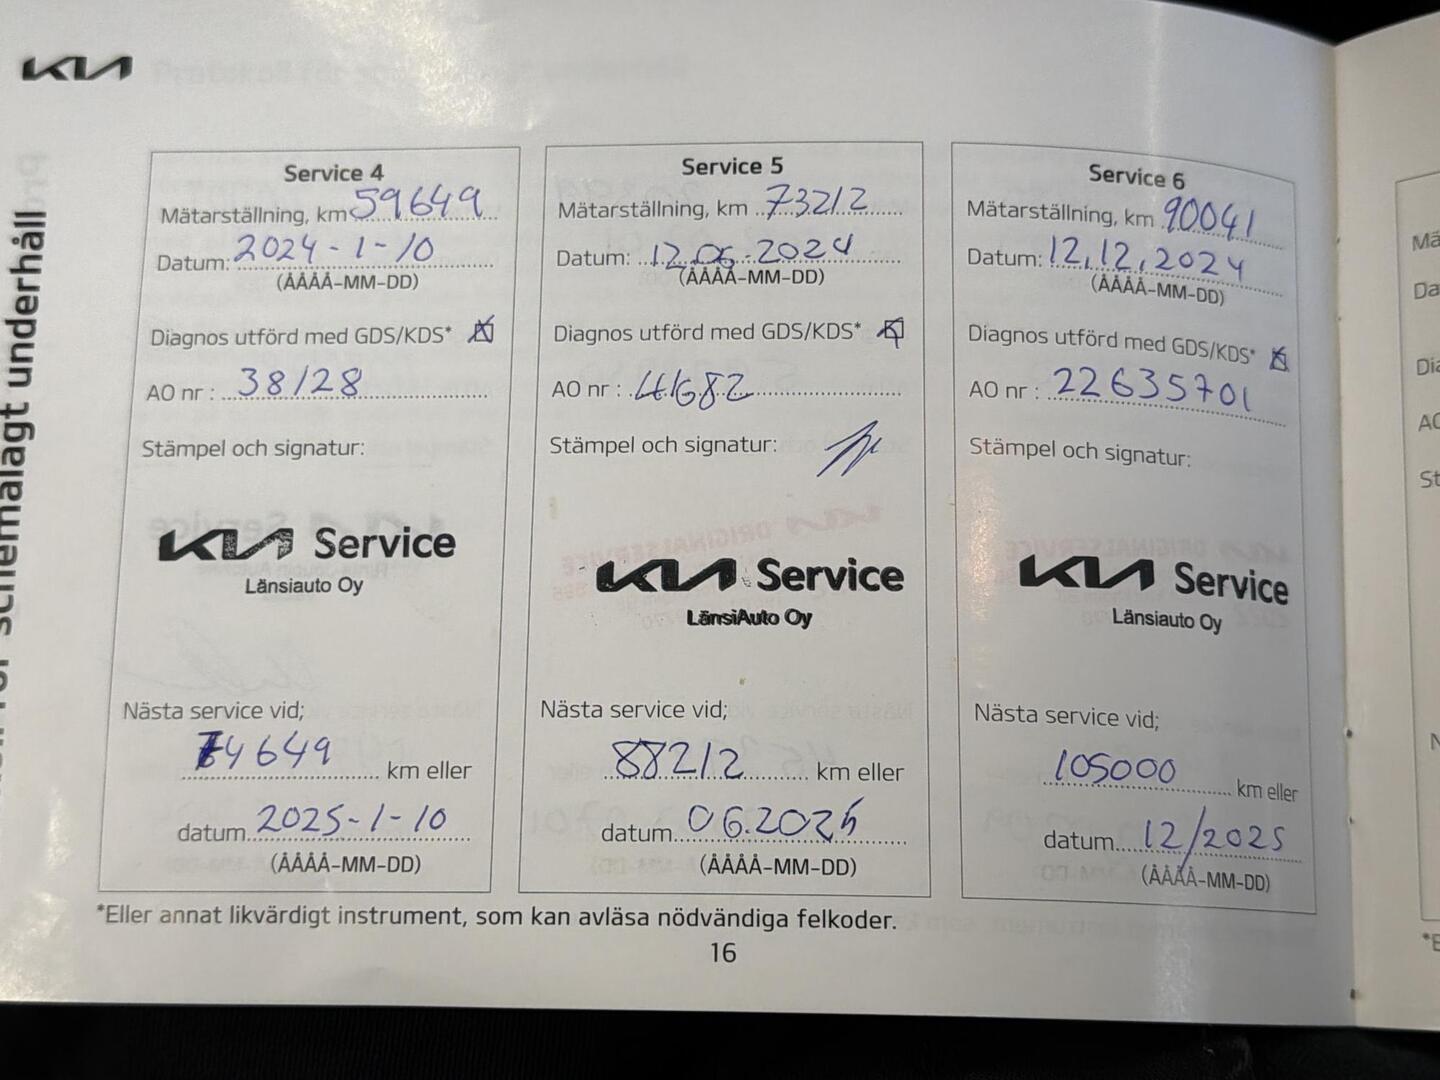 KIA
schemalagt underhåll
Service 4
Mätarställning, km 59649
Datum: 2024-1-10
(ÅÅÅÅ-MM-DD)
Diagnos utförd med GDS/KDS*
AO nr : 38128
Stämpel och signatur:
KIA Service
Länsiauto Oy
Nästa service vid;
74649 km eller
datum 2025-1-10
(ÅÅÅÅ-MM-DD)
Service 5
Mätarställning, km 73212
Datum: 12.06.2024
(ÅÅÅÅ-MM-DD)
Diagnos utförd med GDS/KDS*
AO nr : 41682
Stämpel och signatur:
KIA Service
LänsiAuto Oy
Nästa service vid;
88212 km eller
datum 06.2025
(ÅÅÅÅ-MM-DD)
Service 6
Mätarställning, km 90041
Datum: 12.12.2024
(ÅÅÅÅ-MM-DD)
Diagnos utförd med GDS/KDS*
AO nr : 22635701
Stämpel och signatur:
KIA Service
Länsiauto Oy
Nästa service vid;
105000 km eller
datum 12/2025
(ÅÅÅÅ-MM-DD)
*Eller annat likvärdigt instrument, som kan avläsa nödvändiga felkoder.
16